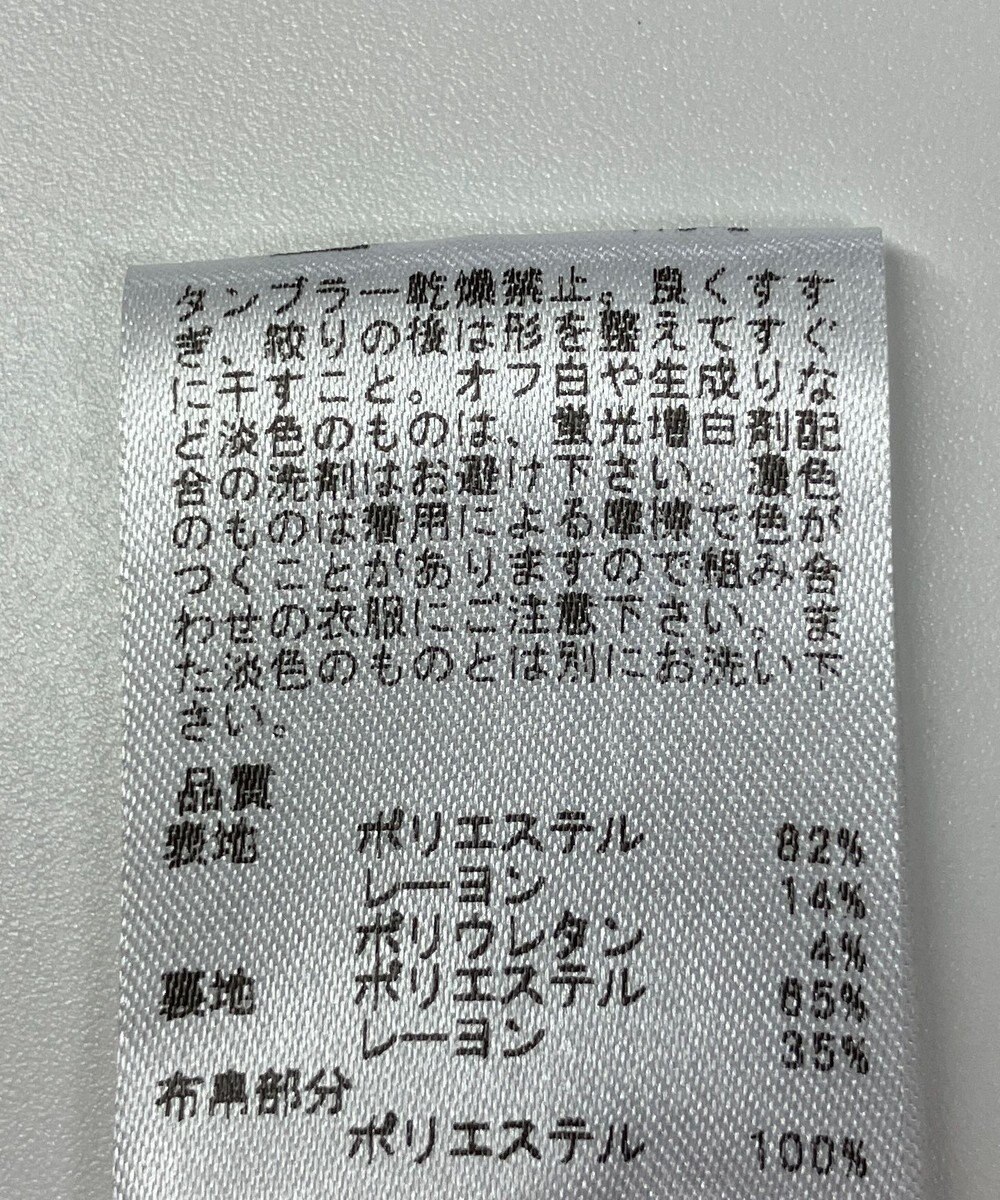 タンブラー乾燥禁止。良くすす
ぎ、絞りの後は形を整えてすぐ
に干すこと。オフ白や生成りな
ど淡色のものは、蛍光増白剤配
合の洗剤はお避け下さい。濃色
のものは着用による摩擦で色が
つくことがありますので組み合
わせの衣服にご注意下さい。ま
た淡色のものとは別にお洗い下
さい。
品質
表地 ポリエステル 82%
レーヨン 14%
ポリウレタン 4%
裏地 ポリエステル 65%
レーヨン 35%
布帛部分
ポリエステル 100%